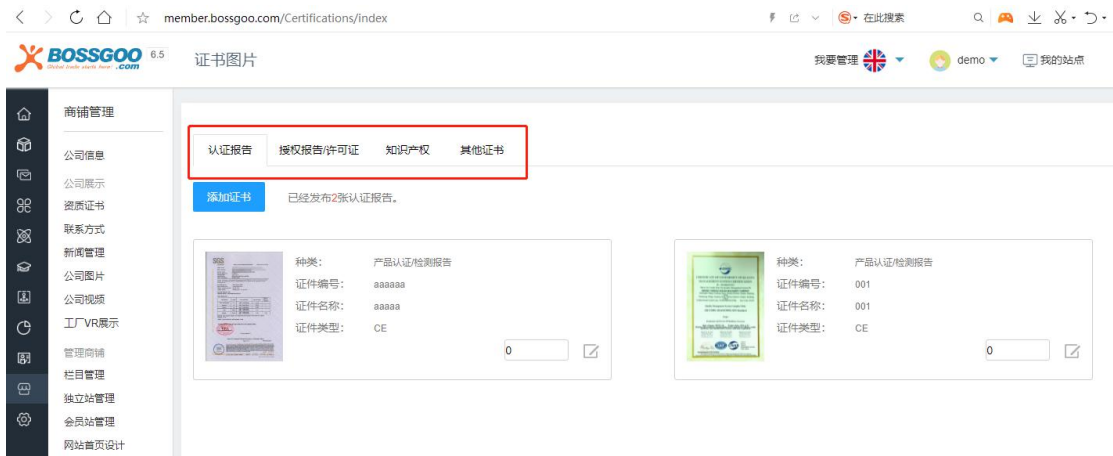 member.bossgoo.com/Certifications/index
在此搜索
BOSSGOO 6.5
Global trade starts here! .COM
证书图片
我要管理
demo
我的站点
商铺管理
公司信息
公司展示
资质证书
联系方式
新闻管理
公司图片
公司视频
工厂VR展示
管理商铺
栏目管理
独立站管理
会员站管理
网站首页设计
认证报告 授权报告/许可证 知识产权 其他证书
添加证书 已经发布2张认证报告。
SGS
种类: 产品认证/检测报告
证件编号: aaaaaa
证件名称: aaaaa
证件类型: CE
0
种类: 产品认证/检测报告
证件编号: 001
证件名称: 001
证件类型: CE
0